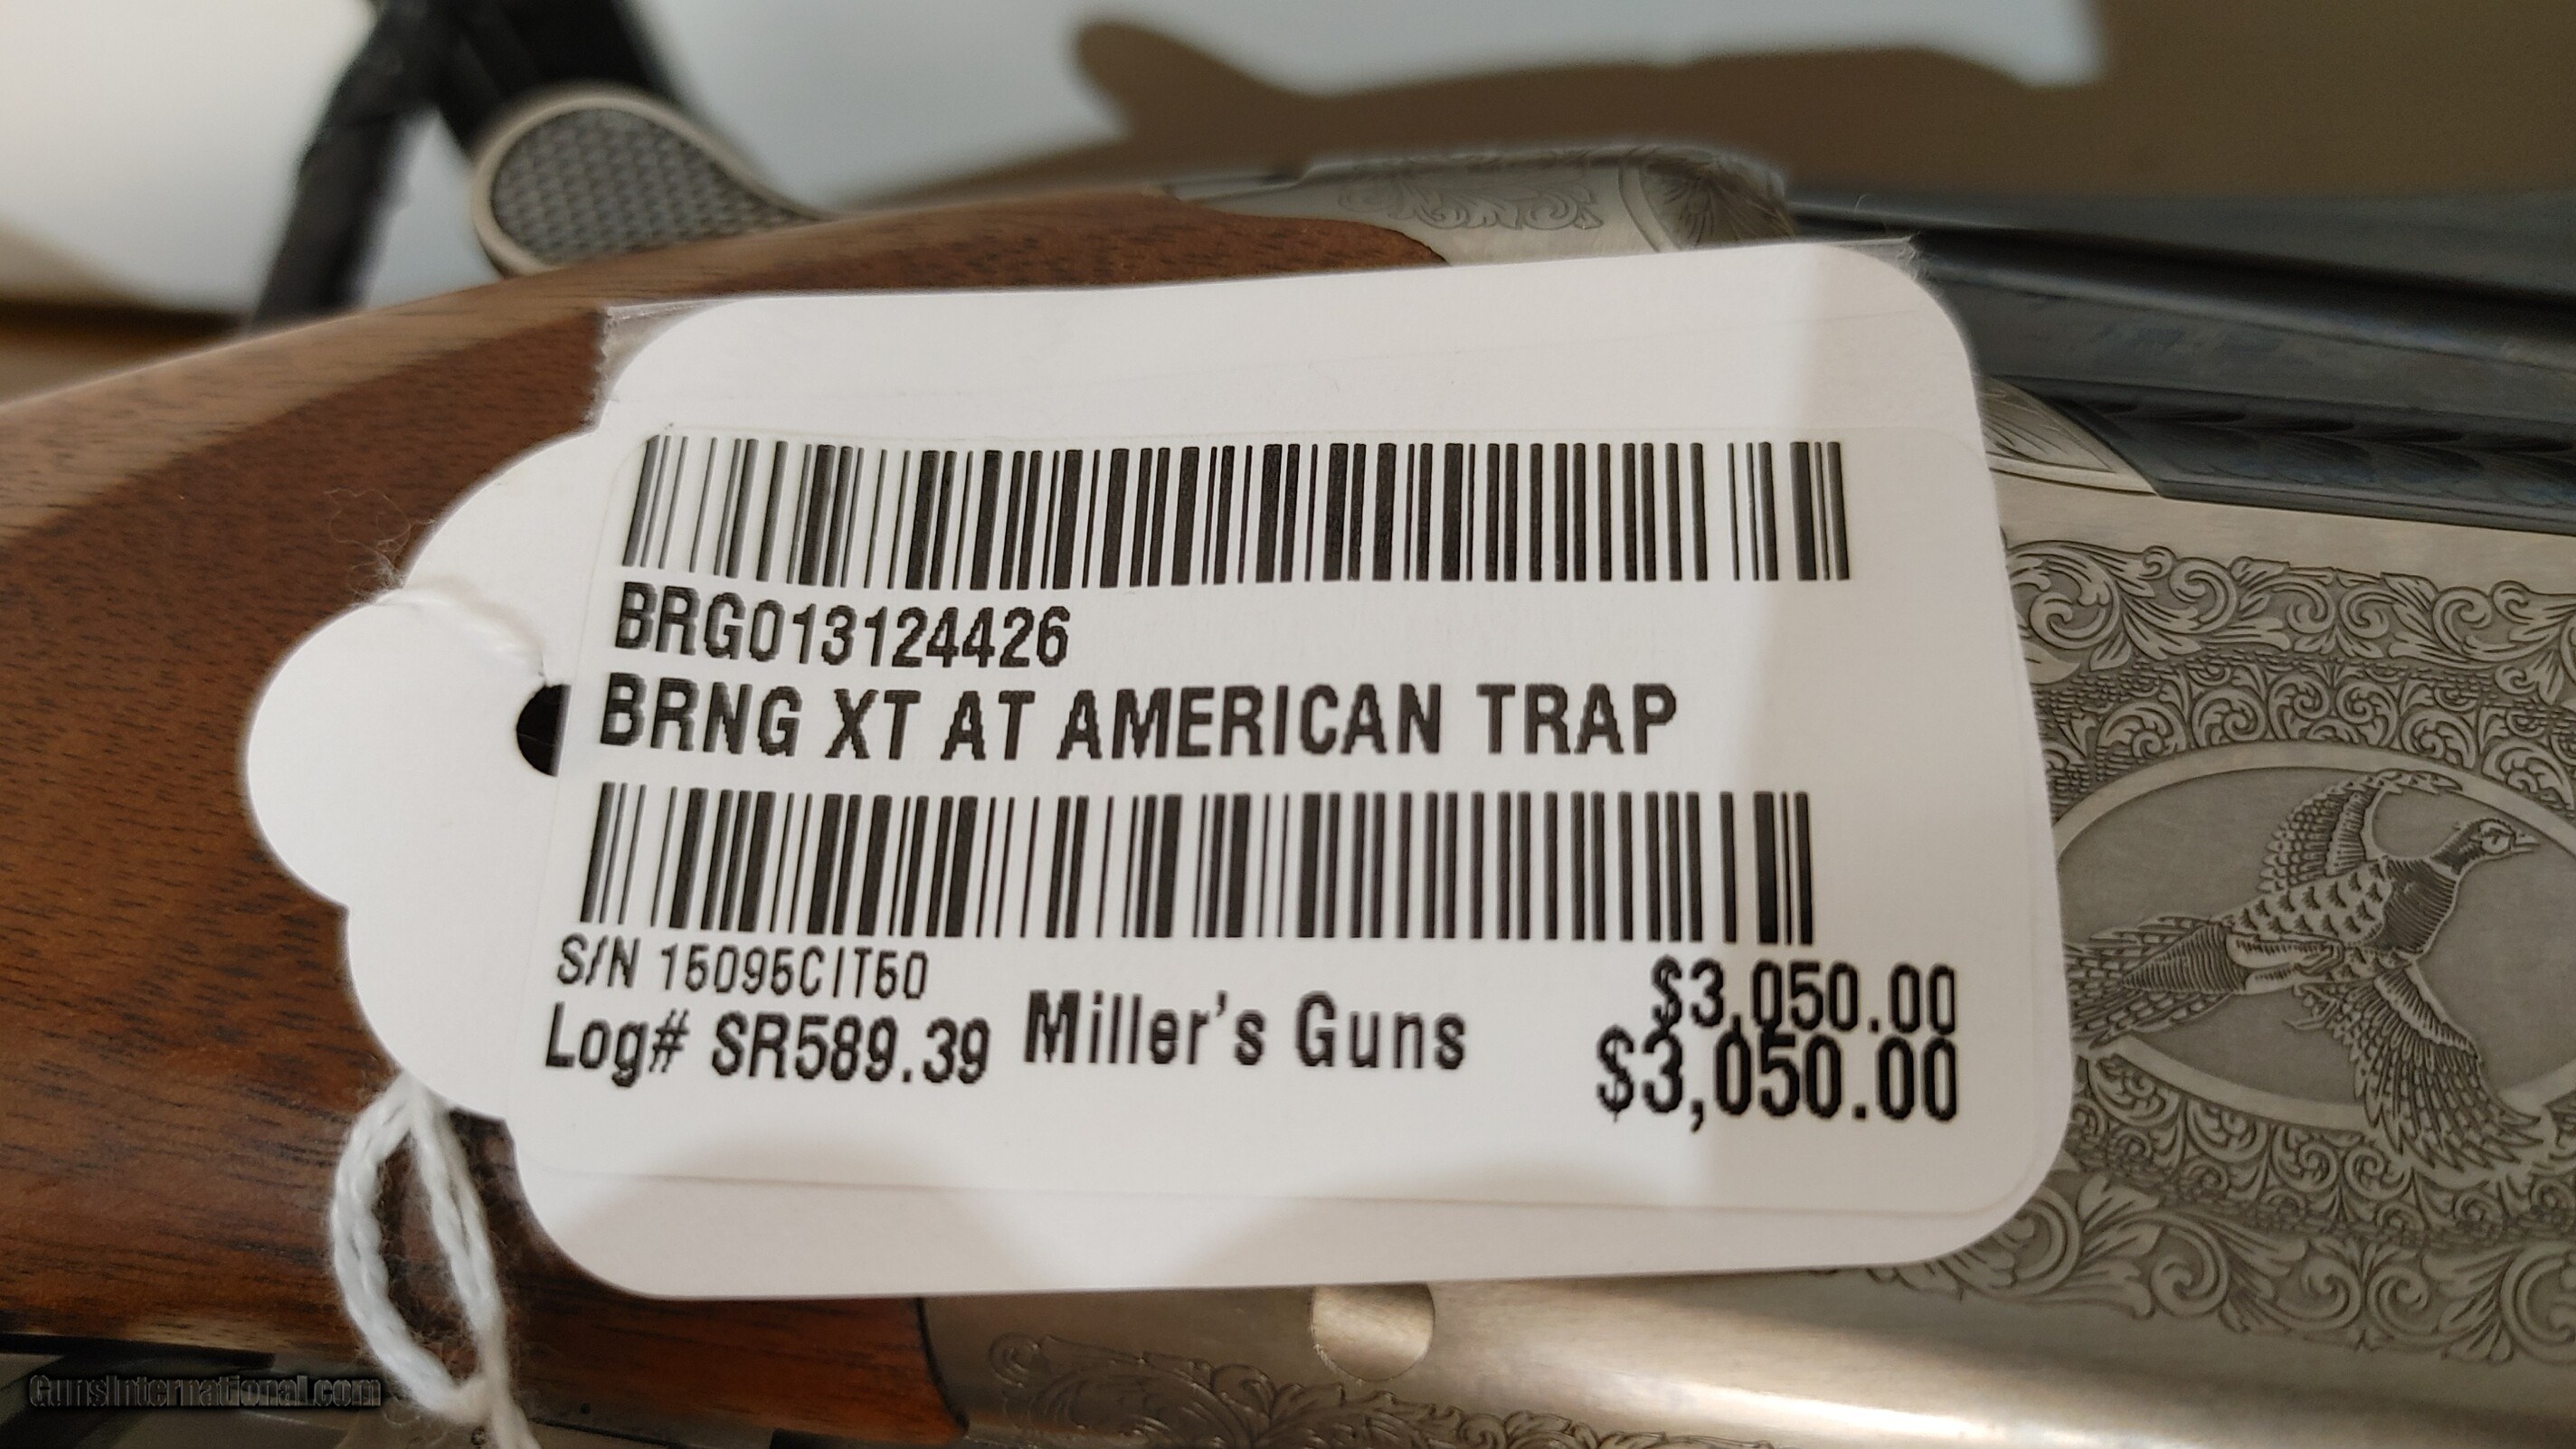 BRG013124426
BRNG XT AT AMERICAN TRAP
S/N 15095CIT50
$3,050.00
Log# SR589.39 Miller's Guns
$3,050.00
GunsInternational.com